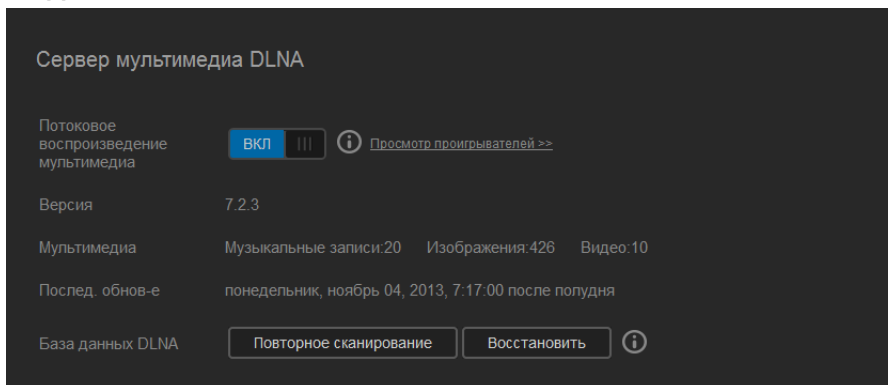 Сервер мультимедиа DLNA
Потоковое
воспроизведение
мультимедиа
ВКЛ
Просмотр проигрывателей >>
Версия 7.2.3
Мультимедиа Музыкальные записи:20 Изображения:426 Видео:10
Послед. обнов-е понедельник, ноябрь 04, 2013, 7:17:00 после полудня
База данных DLNA Повторное сканирование Восстановить